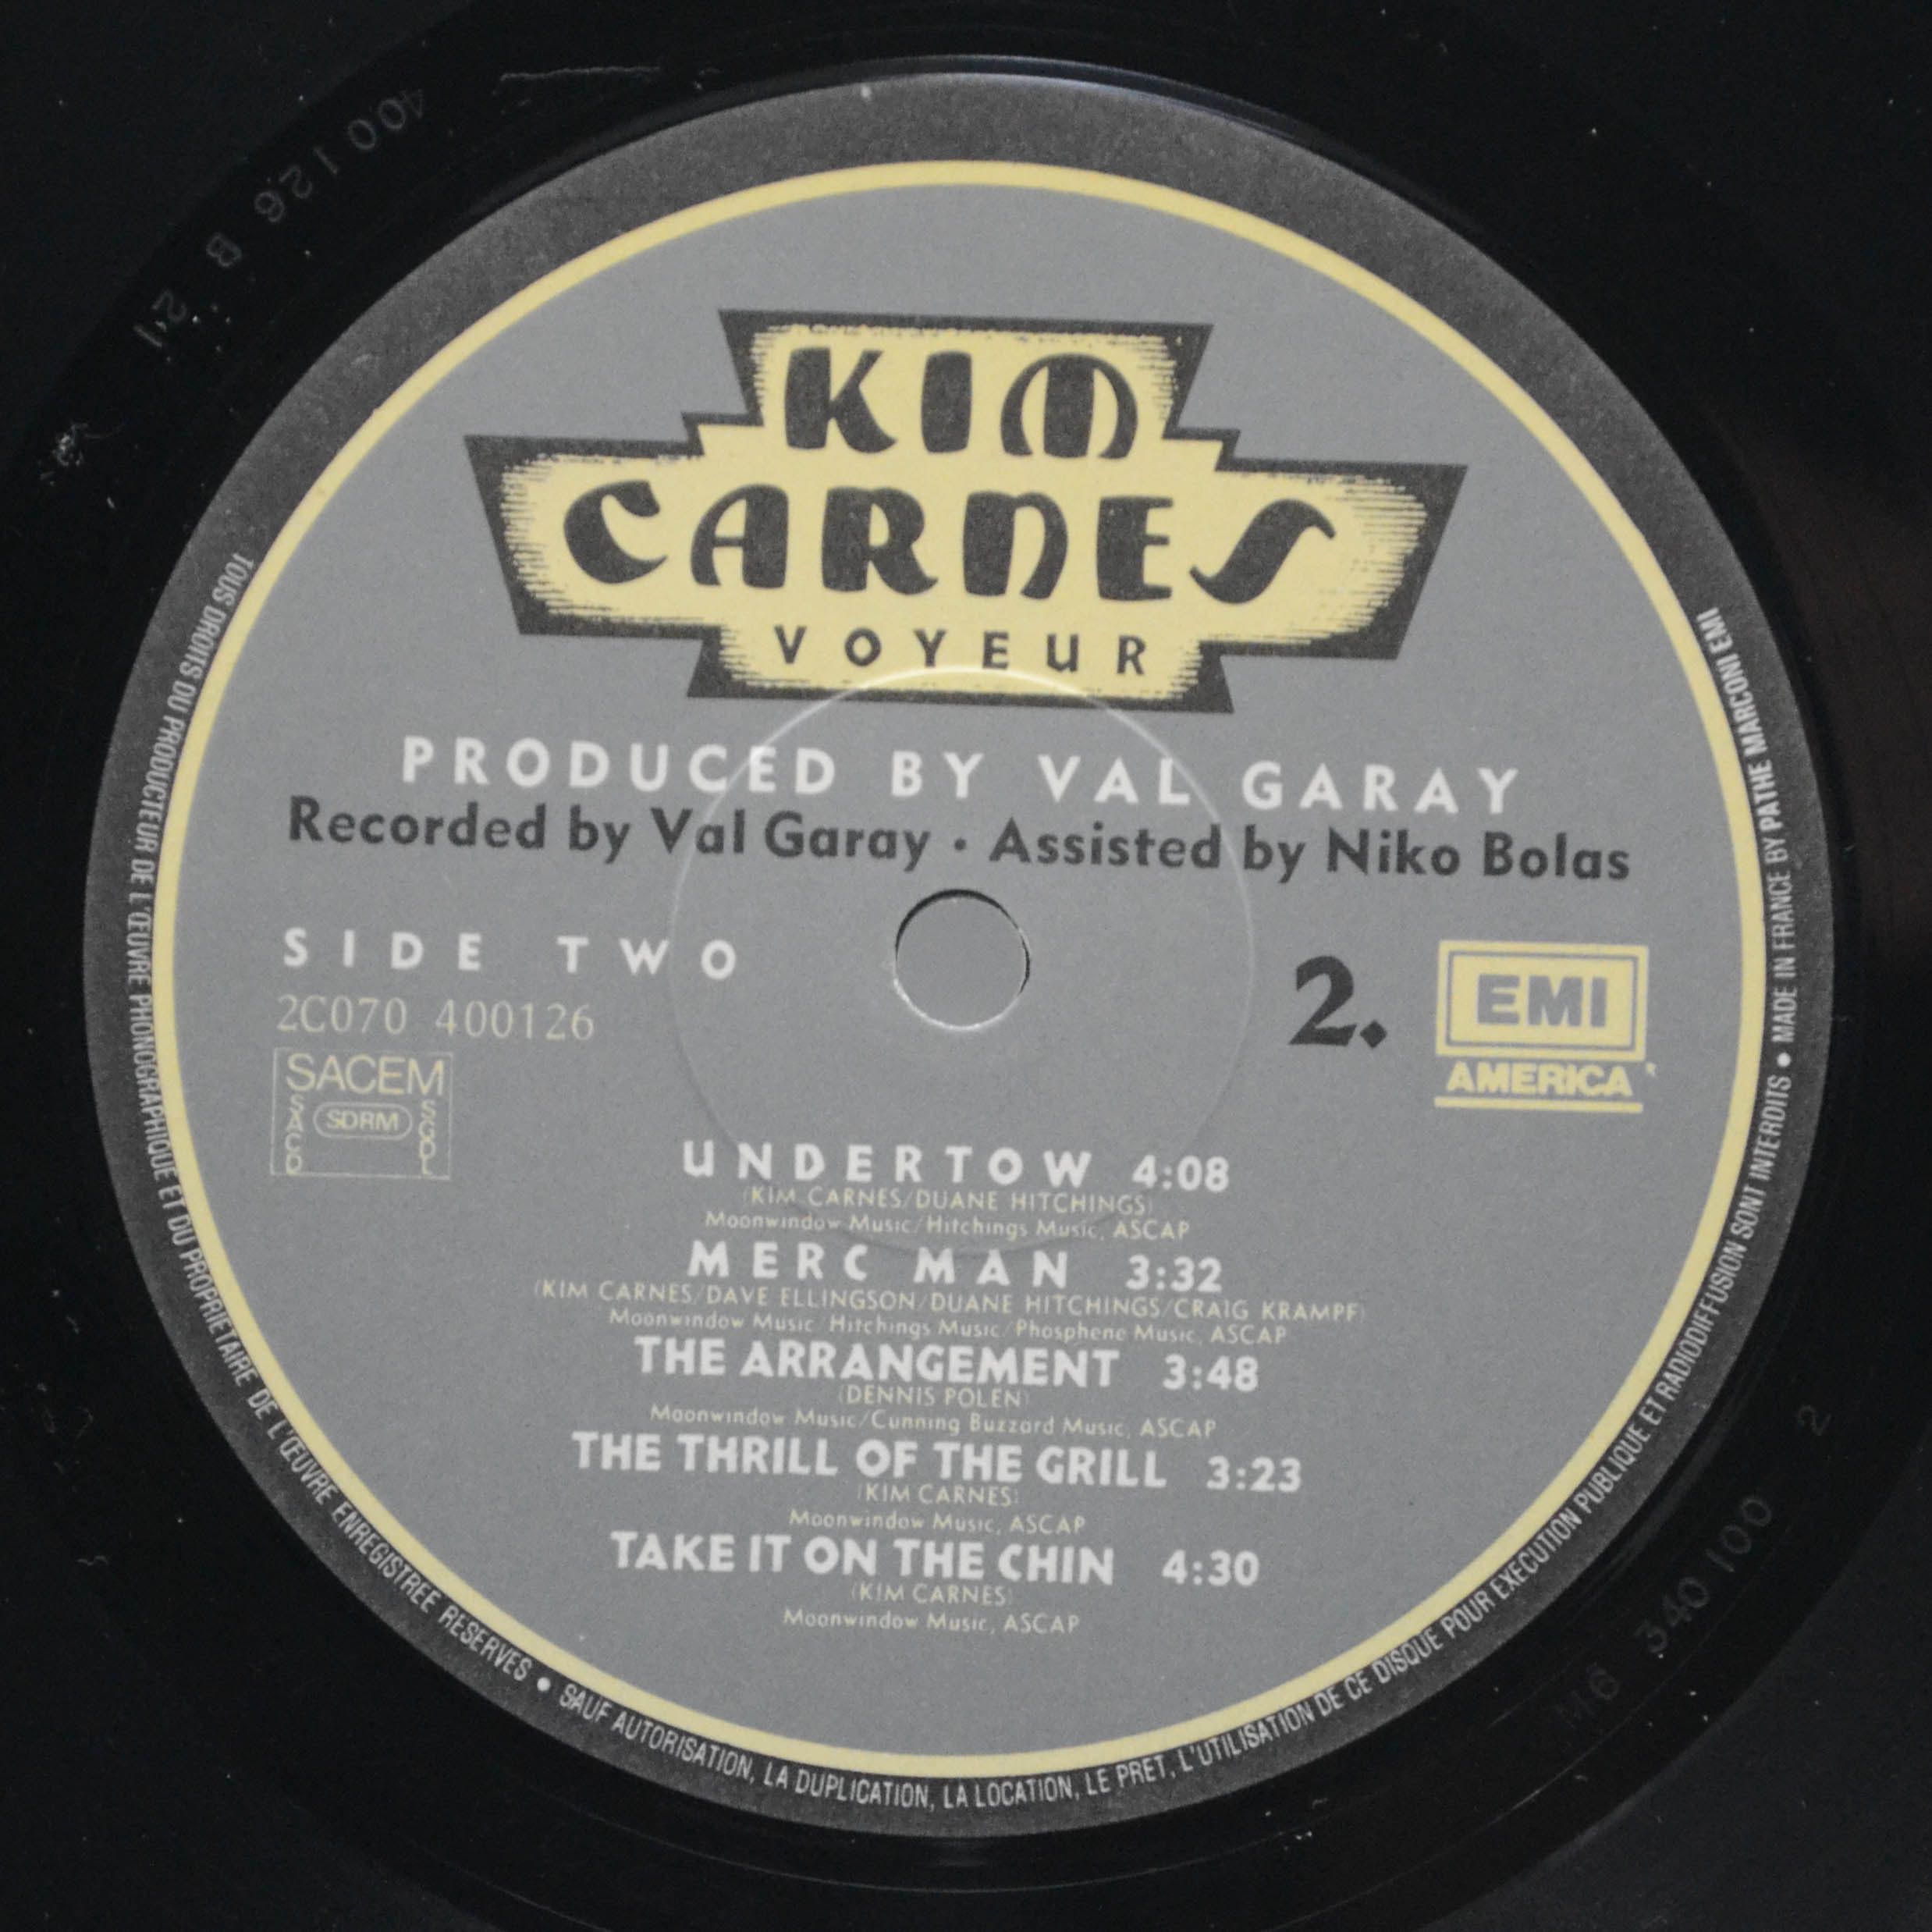 KIM
CARNES
VOYEUR
PRODUCED BY VAL GARAY
Recorded by Val Garay · Assisted by Niko Bolas
SIDE TWO
2C070 400126
SACEM
SACD
SDRM
SGDL
2.
EMI
AMERICA
UNDERTOW 4:08
(KIM CARNES/DUANE HITCHINGS)
Moonwindow Music/Hitchings Music, ASCAP
MERC MAN 3:32
(KIM CARNES/DAVE ELLINGSON/DUANE HITCHINGS/CRAIG KRAMPF)
Moonwindow Music/Hitchings Music/Phosphene Music, ASCAP
THE ARRANGEMENT 3:48
(DENNIS POLEN)
Moonwindow Music/Cunning Buzzard Music, ASCAP
THE THRILL OF THE GRILL 3:23
(KIM CARNES)
Moonwindow Music, ASCAP
TAKE IT ON THE CHIN 4:30
(KIM CARNES)
Moonwindow Music, ASCAP
TOUS DROITS DU PRODUCTEUR DE L'ŒUVRE PHONOGRAPHIQUE ET DU PROPRIETAIRE DE L'ŒUVRE ENREGISTREE RESERVES • SAUF AUTORISATION, LA DUPLICATION, LA LOCATION, LE PRET, L'UTILISATION DE CE DISQUE POUR EXECUTION PUBLIQUE ET RADIODIFFUSION SONT INTERDITS • MADE IN FRANCE BY PATHE MARCONI EMI
400126 B 21
M6 340 100 2